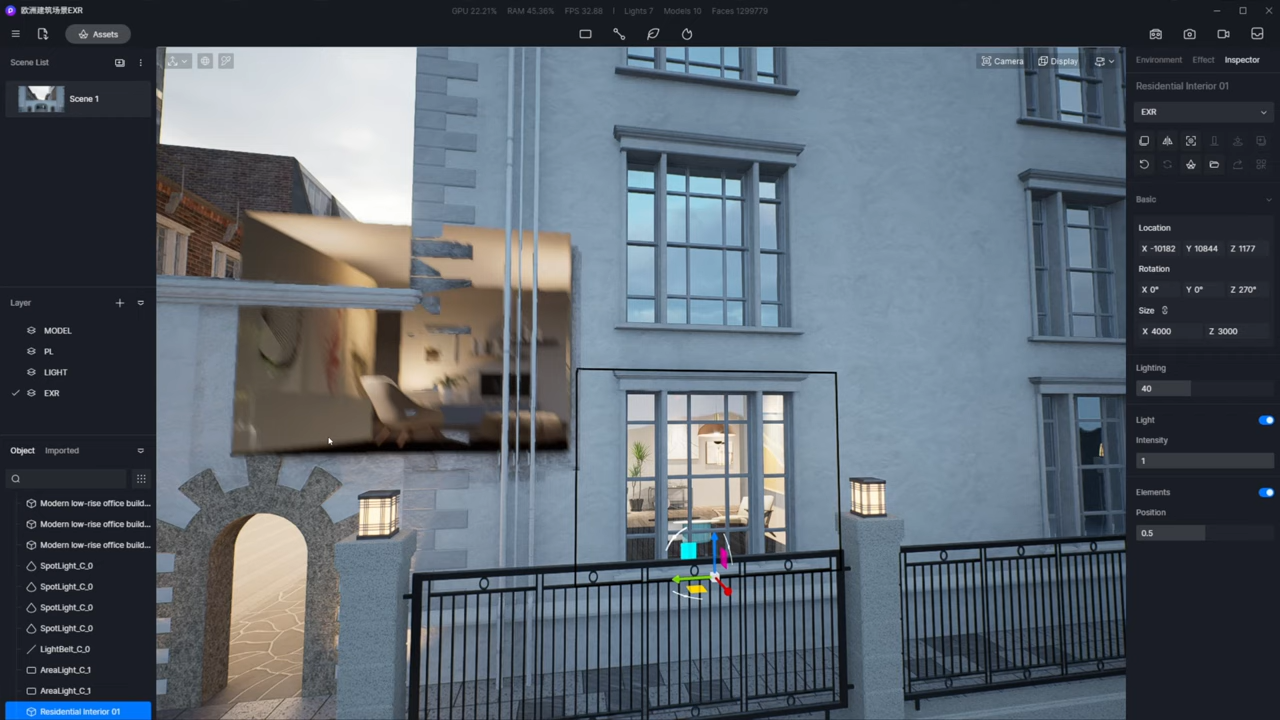 欧洲建筑场景EXR
GPU 22.21% RAM 45.36% FPS 32.88 Lights 7 Models 10 Faces 1299779
Assets
Scene List
Scene 1
Layer
MODEL
PL
LIGHT
EXR
Object Imported
Modern low-rise office build...
Modern low-rise office build...
Modern low-rise office build...
SpotLight_C_0
SpotLight_C_0
SpotLight_C_0
SpotLight_C_0
LightBelt_C_0
AreaLight_C_1
AreaLight_C_1
Residential Interior 01
Camera Display
Environment Effect Inspector
Residential Interior 01
EXR
Basic
Location
X -10182 Y 10844 Z 1177
Rotation
X 0° Y 0° Z 270°
Size
X 4000 Z 3000
Lighting
40
Light
Intensity
1
Elements
Position
0.5